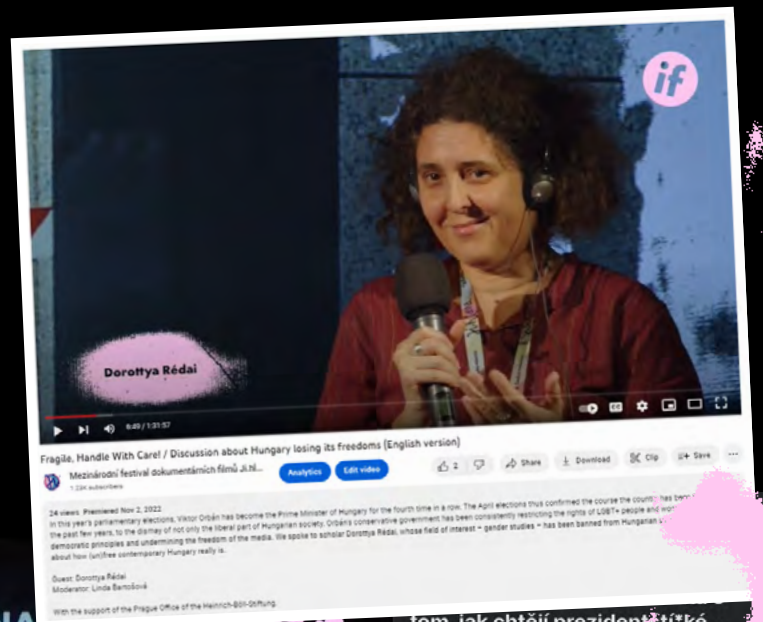 if
Dorottya Rédai
6:49 / 1:31:57
Fragile, Handle With Care! / Discussion about Hungary losing its freedoms (English version)
Mezinárodní festival dokumentárních filmů Ji.hl...
subscribers
Analytics
Edit video
2
Share
Download
Clip
Save
24 views Premiered Nov 2, 2022
In this year's parliamentary elections, Viktor Orbán has become the Prime Minister of Hungary for the fourth time in a row. The April elections thus confirmed the course the country has been
the past few years, to the dismay of not only the liberal part of Hungarian society. Orbán's conservative government has been consistently restricting the rights of LGBT+ people and
democratic principles and undermining the freedom of the media. We spoke to scholar Dorottya Rédai, whose field of interest – gender studies – has been banned from Hungarian
about how (un)free contemporary Hungary really is.
Guest: Dorottya Rédai
Moderator: Linda Bartošová
With the support of the Prague Office of the Heinrich-Böll-Stiftung.
tom, jak chtějí prezidentští*ké